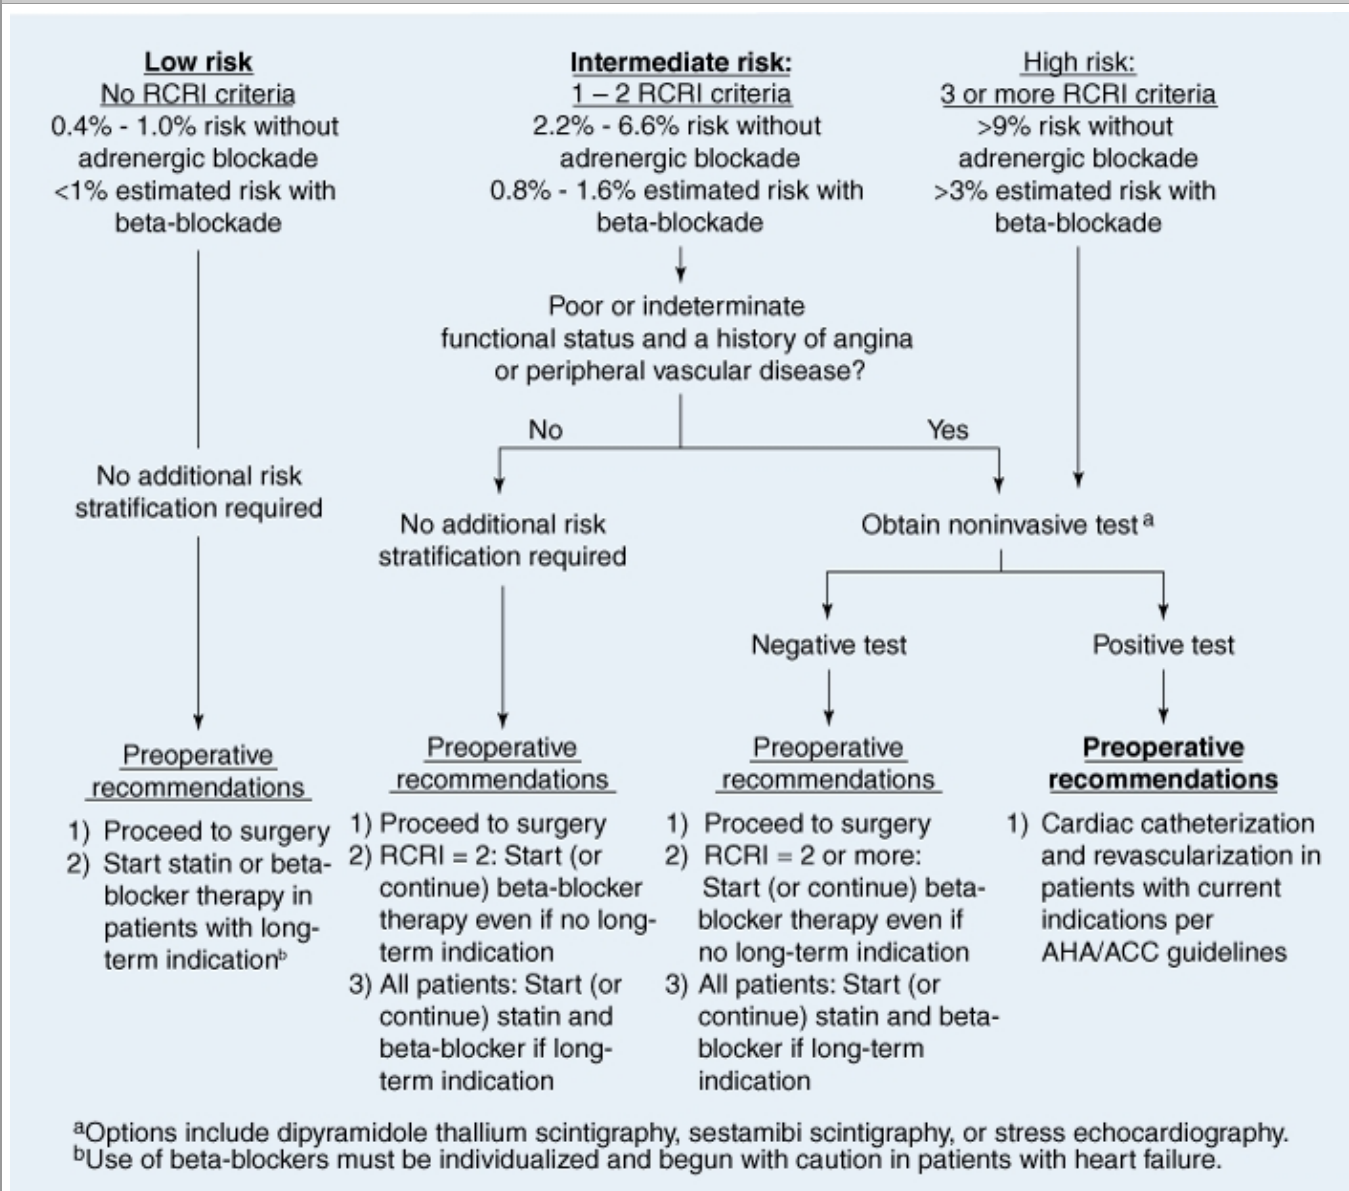 Low risk
No RCRI criteria
0.4% - 1.0% risk without
adrenergic blockade
<1% estimated risk with
beta-blockade
Intermediate risk:
1 – 2 RCRI criteria
2.2% - 6.6% risk without
adrenergic blockade
0.8% - 1.6% estimated risk with
beta-blockade
High risk:
3 or more RCRI criteria
>9% risk without
adrenergic blockade
>3% estimated risk with
beta-blockade
Poor or indeterminate
functional status and a history of angina
or peripheral vascular disease?
No
Yes
No additional risk
stratification required
No additional risk
stratification required
Obtain noninvasive test a
Negative test
Positive test
Preoperative
recommendations
1) Proceed to surgery
2) Start statin or beta-
blocker therapy in
patients with long-
term indicationb
Preoperative
recommendations
1) Proceed to surgery
2) RCRI = 2: Start (or
continue) beta-blocker
therapy even if no long-
term indication
3) All patients: Start (or
continue) statin and
beta-blocker if long-
term indication
Preoperative
recommendations
1) Proceed to surgery
2) RCRI = 2 or more:
Start (or continue) beta-
blocker therapy even if
no long-term indication
3) All patients: Start (or
continue) statin and beta-
blocker if long-term
indication
Preoperative
recommendations
1) Cardiac catheterization
and revascularization in
patients with current
indications per
AHA/ACC guidelines
aOptions include dipyramidole thallium scintigraphy, sestamibi scintigraphy, or stress echocardiography.
bUse of beta-blockers must be individualized and begun with caution in patients with heart failure.